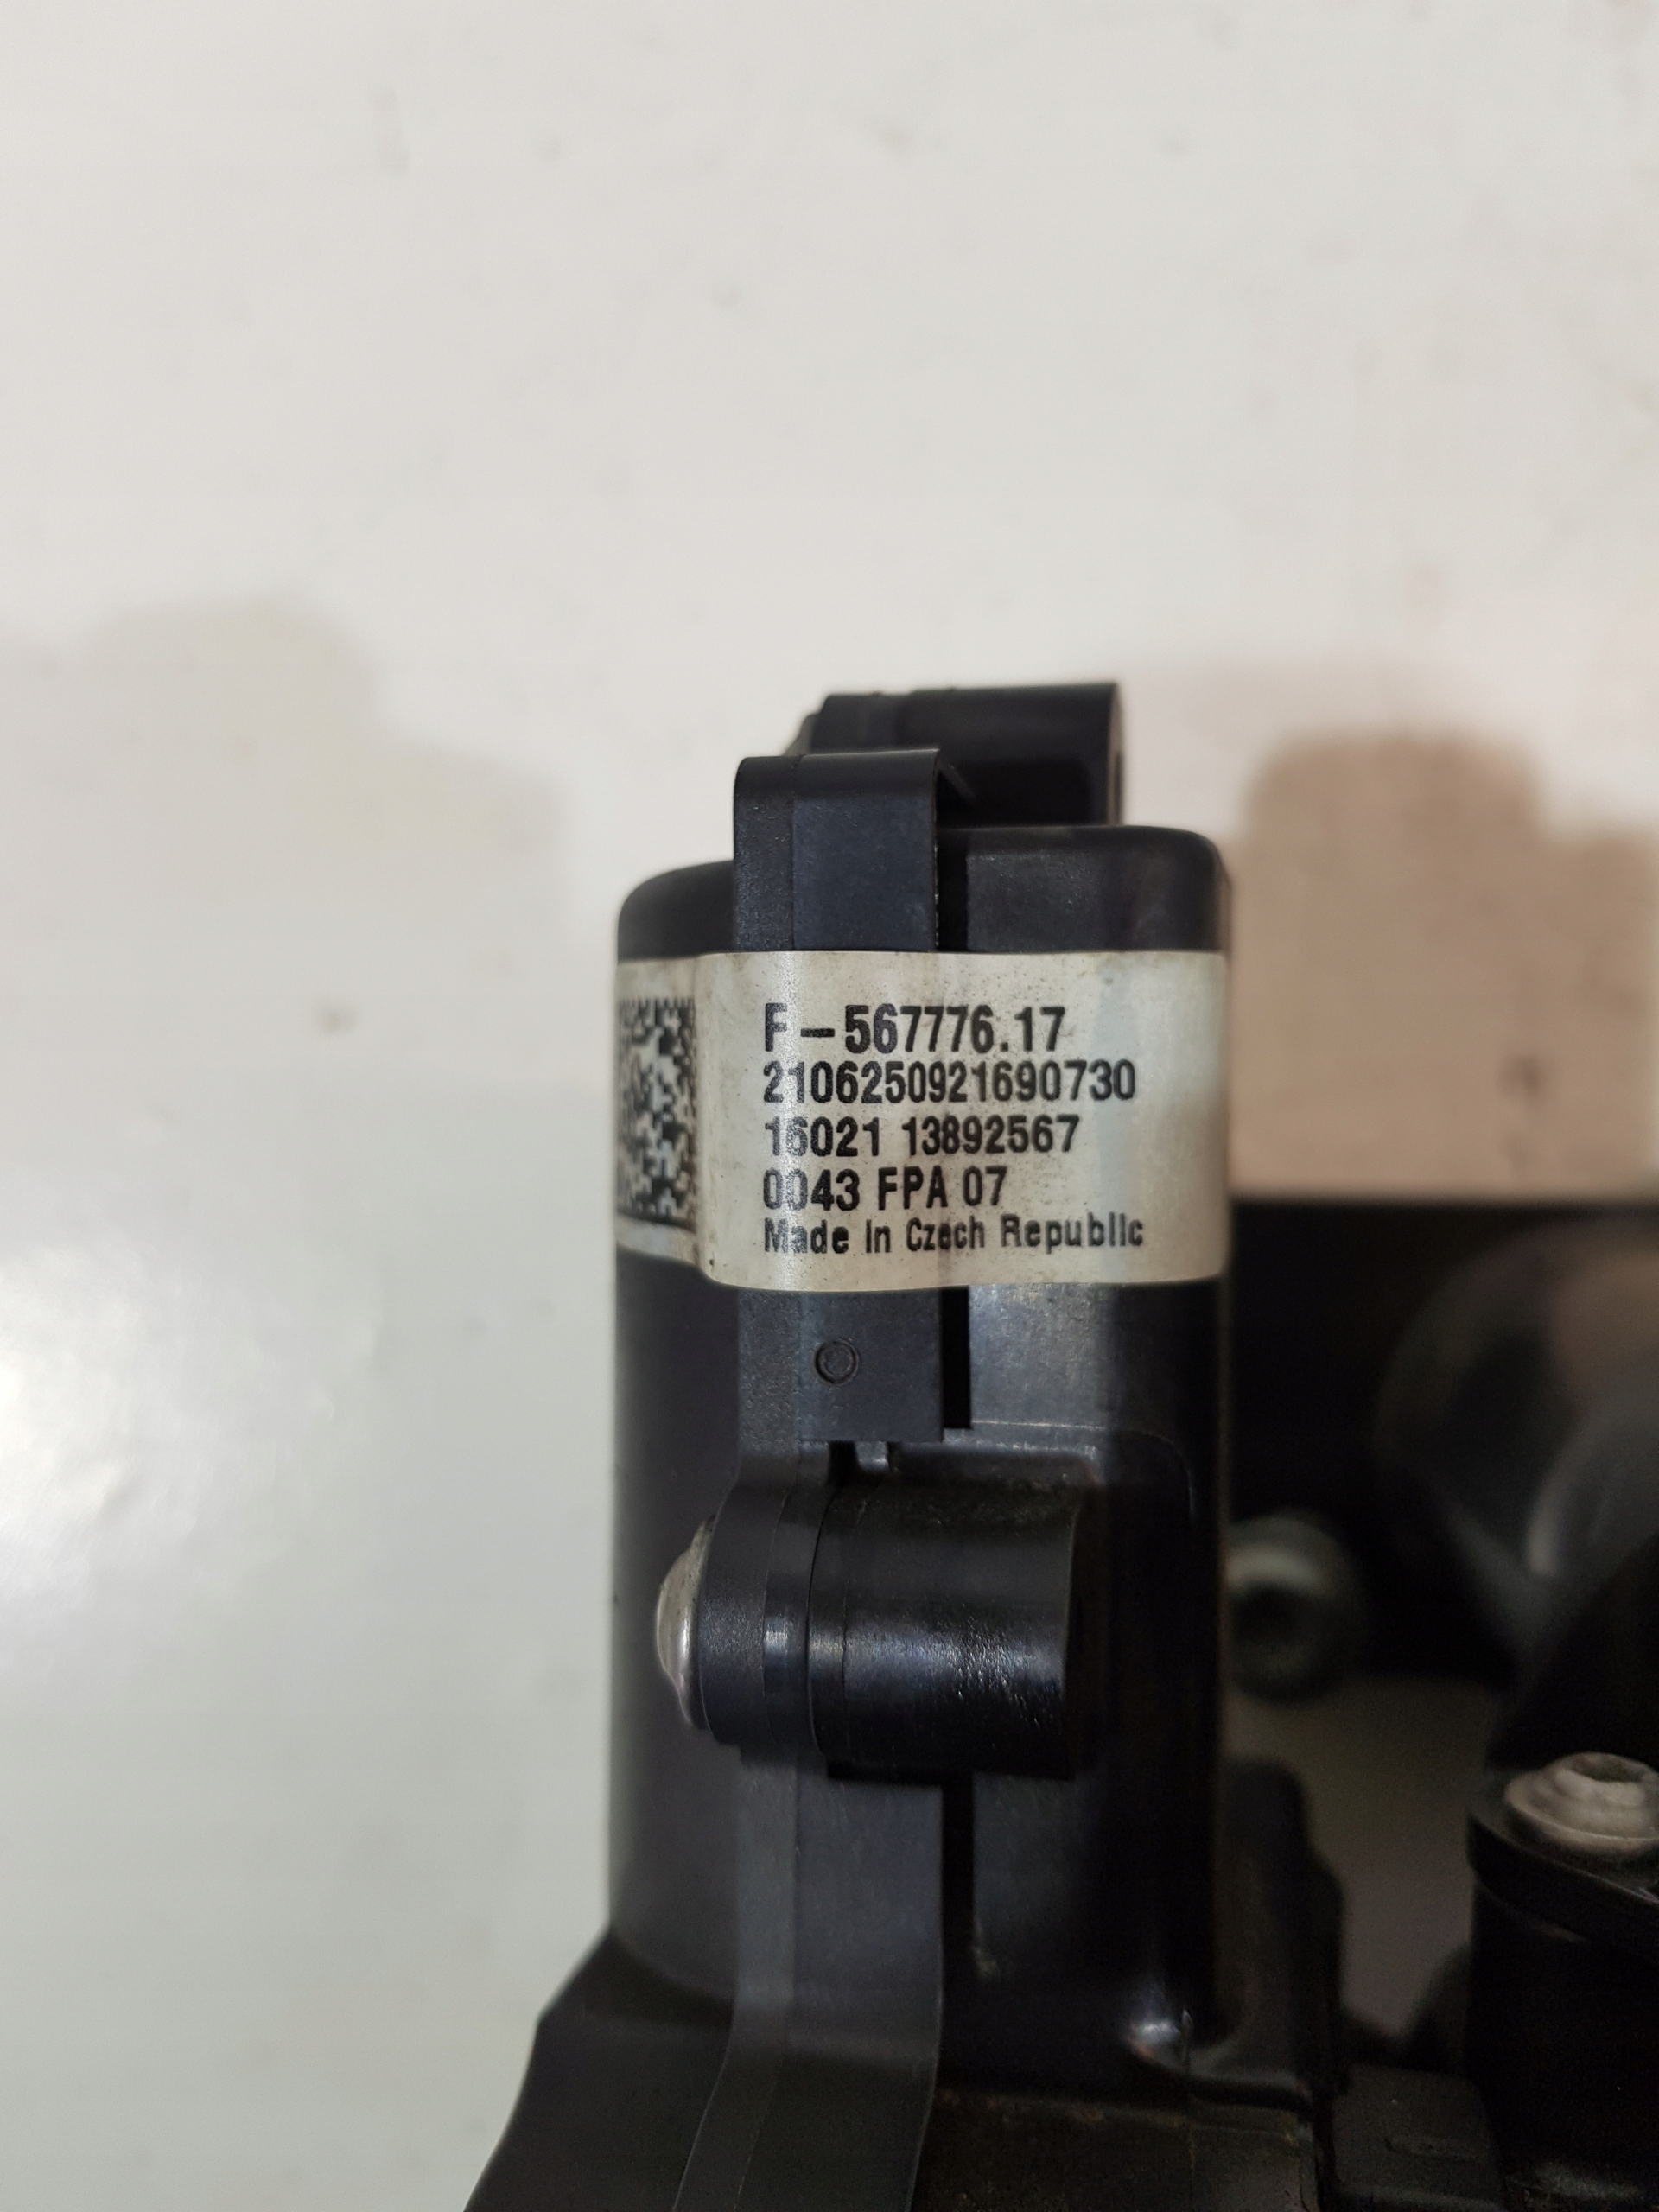 F-567776.17
2106250921690730
16021 13892567
0043 FPA 07
Made in Czech Republic